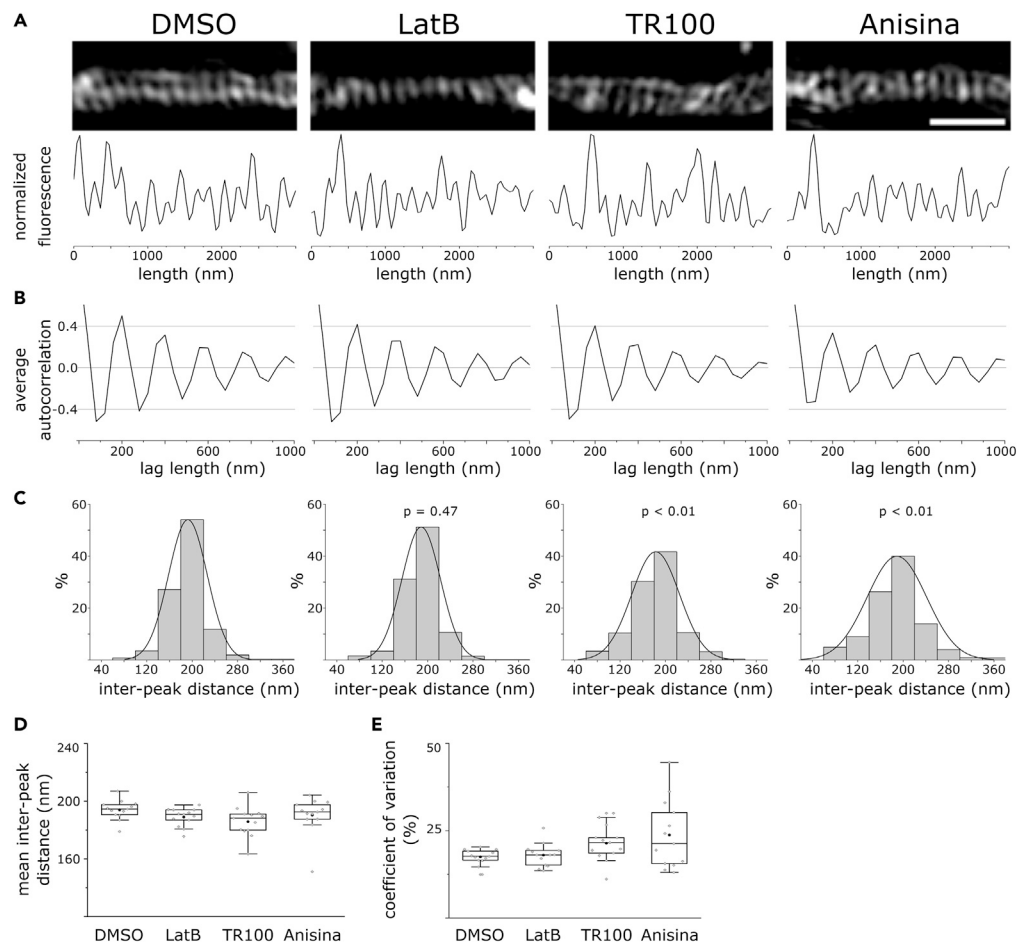 A
DMSO LatB TR100 Anisina
normalized
fluorescence
0 1000 2000 0 1000 2000 0 1000 2000 0 1000 2000
length (nm) length (nm) length (nm) length (nm)
B
average
autocorrelation
0.4
0.0
-0.4
200 600 1000 200 600 1000 200 600 1000 200 600 1000
lag length (nm) lag length (nm) lag length (nm) lag length (nm)
C
60 60 60 60
p = 0.47 p < 0.01 p < 0.01
40 40 40 40
% % % %
20 20 20 20
40 120 200 280 360 40 120 200 280 360 40 120 200 280 360 40 120 200 280 360
inter-peak distance (nm) inter-peak distance (nm) inter-peak distance (nm) inter-peak distance (nm)
D
mean inter-peak
distance (nm)
240
200
160
DMSO LatB TR100 Anisina
E
coefficient of variation
(%)
50
25
DMSO LatB TR100 Anisina